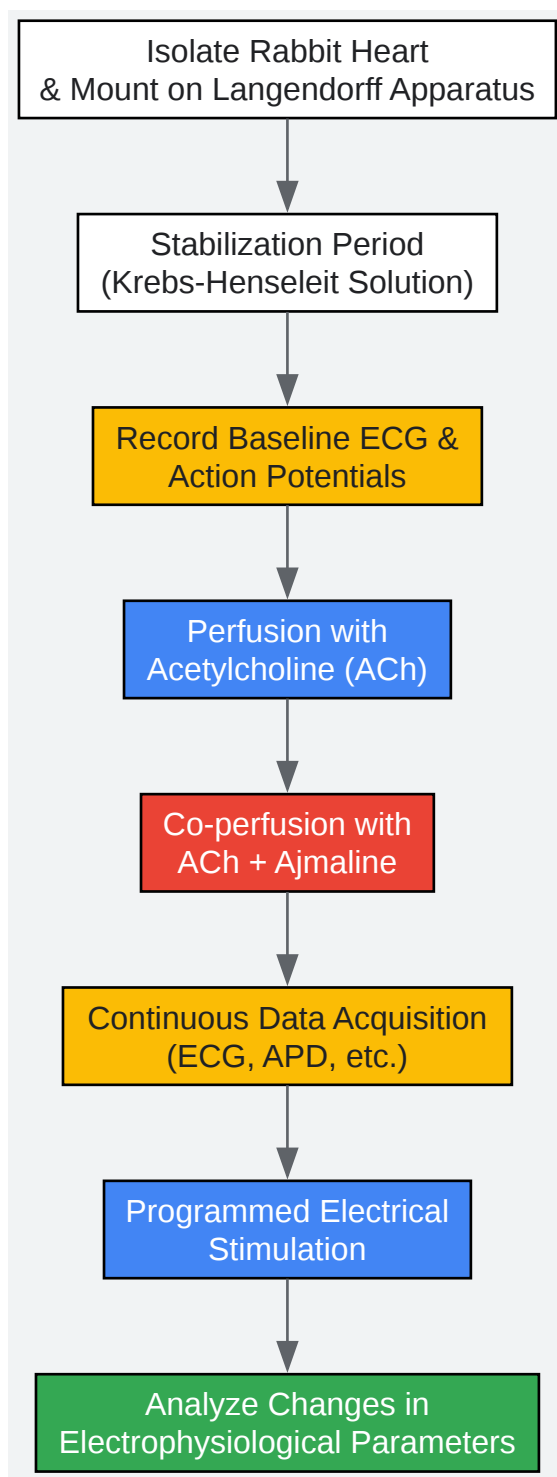 Isolate Rabbit Heart
& Mount on Langendorff Apparatus
Stabilization Period
(Krebs-Henseleit Solution)
Record Baseline ECG &
Action Potentials
Perfusion with
Acetylcholine (ACh)
Co-perfusion with
ACh + Ajmaline
Continuous Data Acquisition
(ECG, APD, etc.)
Programmed Electrical
Stimulation
Analyze Changes in
Electrophysiological Parameters